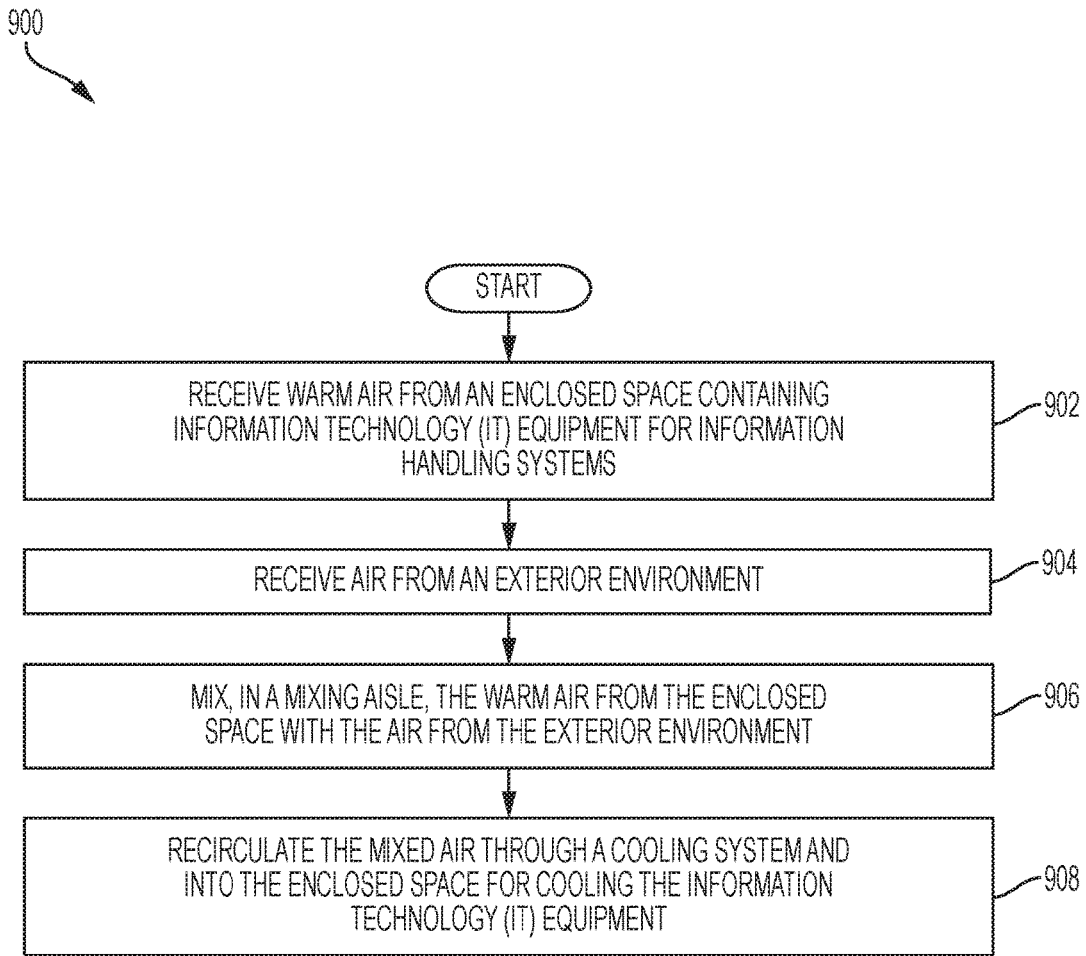 900
START
RECEIVE WARM AIR FROM AN ENCLOSED SPACE CONTAINING
INFORMATION TECHNOLOGY (IT) EQUIPMENT FOR INFORMATION
HANDLING SYSTEMS
902
RECEIVE AIR FROM AN EXTERIOR ENVIRONMENT
904
MIX, IN A MIXING AISLE, THE WARM AIR FROM THE ENCLOSED
SPACE WITH THE AIR FROM THE EXTERIOR ENVIRONMENT
906
RECIRCULATE THE MIXED AIR THROUGH A COOLING SYSTEM AND
INTO THE ENCLOSED SPACE FOR COOLING THE INFORMATION
TECHNOLOGY (IT) EQUIPMENT
908